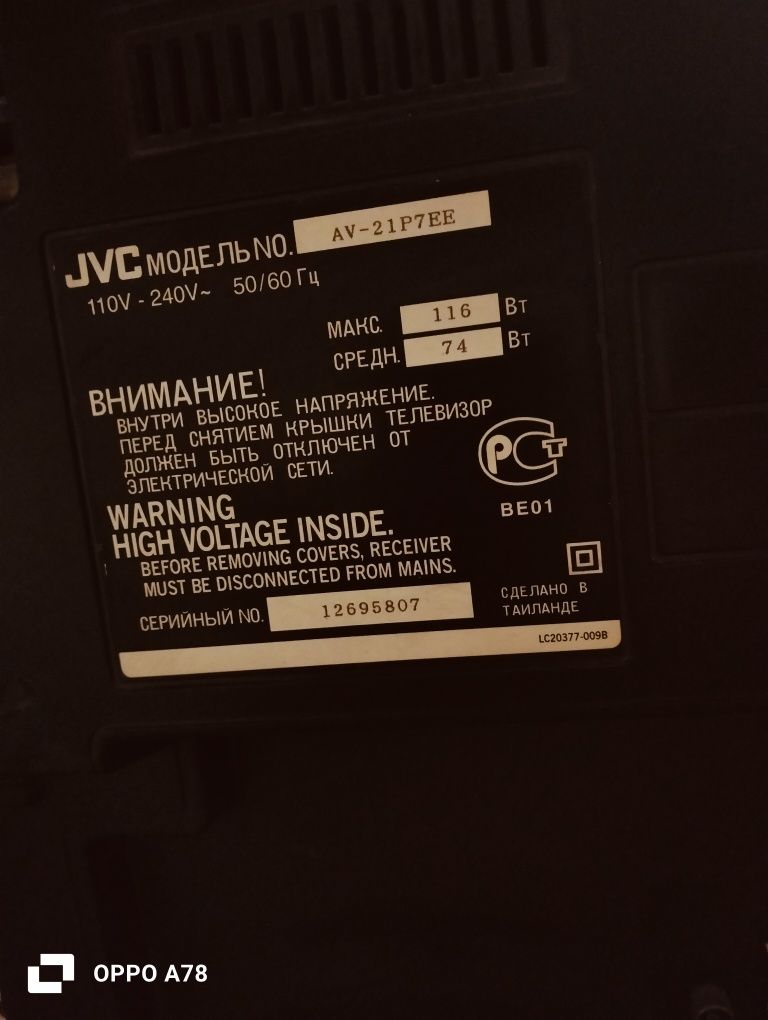 JVC МОДЕЛЬ NO. AV-21P7EE
110V - 240V~ 50/60 Гц
МАКС. 116 Вт
СРЕДН. 74 Вт
ВНИМАНИЕ!
ВНУТРИ ВЫСОКОЕ НАПРЯЖЕНИЕ.
ПЕРЕД СНЯТИЕМ КРЫШКИ ТЕЛЕВИЗОР
ДОЛЖЕН БЫТЬ ОТКЛЮЧЕН ОТ
ЭЛЕКТРИЧЕСКОЙ СЕТИ.
РСТ
BE01
WARNING
HIGH VOLTAGE INSIDE.
BEFORE REMOVING COVERS, RECEIVER
MUST BE DISCONNECTED FROM MAINS.
СЕРИЙНЫЙ NO. 12695807
СДЕЛАНО В
ТАИЛАНДЕ
LC20377-009B
OPPO A78